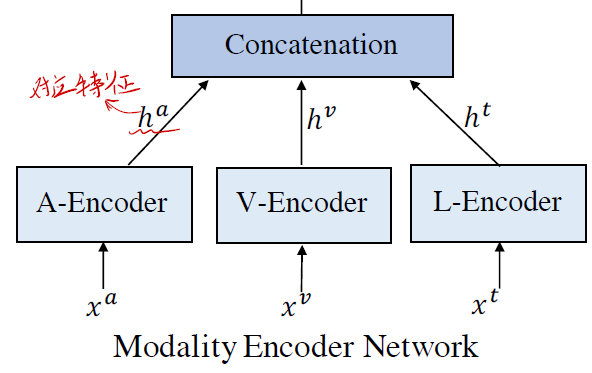 Concatenation
对应特征
h^a
h^v
h^t
A-Encoder
V-Encoder
L-Encoder
x^a
x^v
x^t
Modality Encoder Network